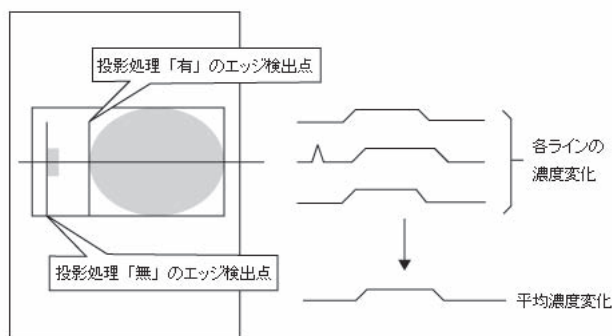 投影処理「有」のエッジ検出点
各ラインの
濃度変化
投影処理「無」のエッジ検出点
平均濃度変化